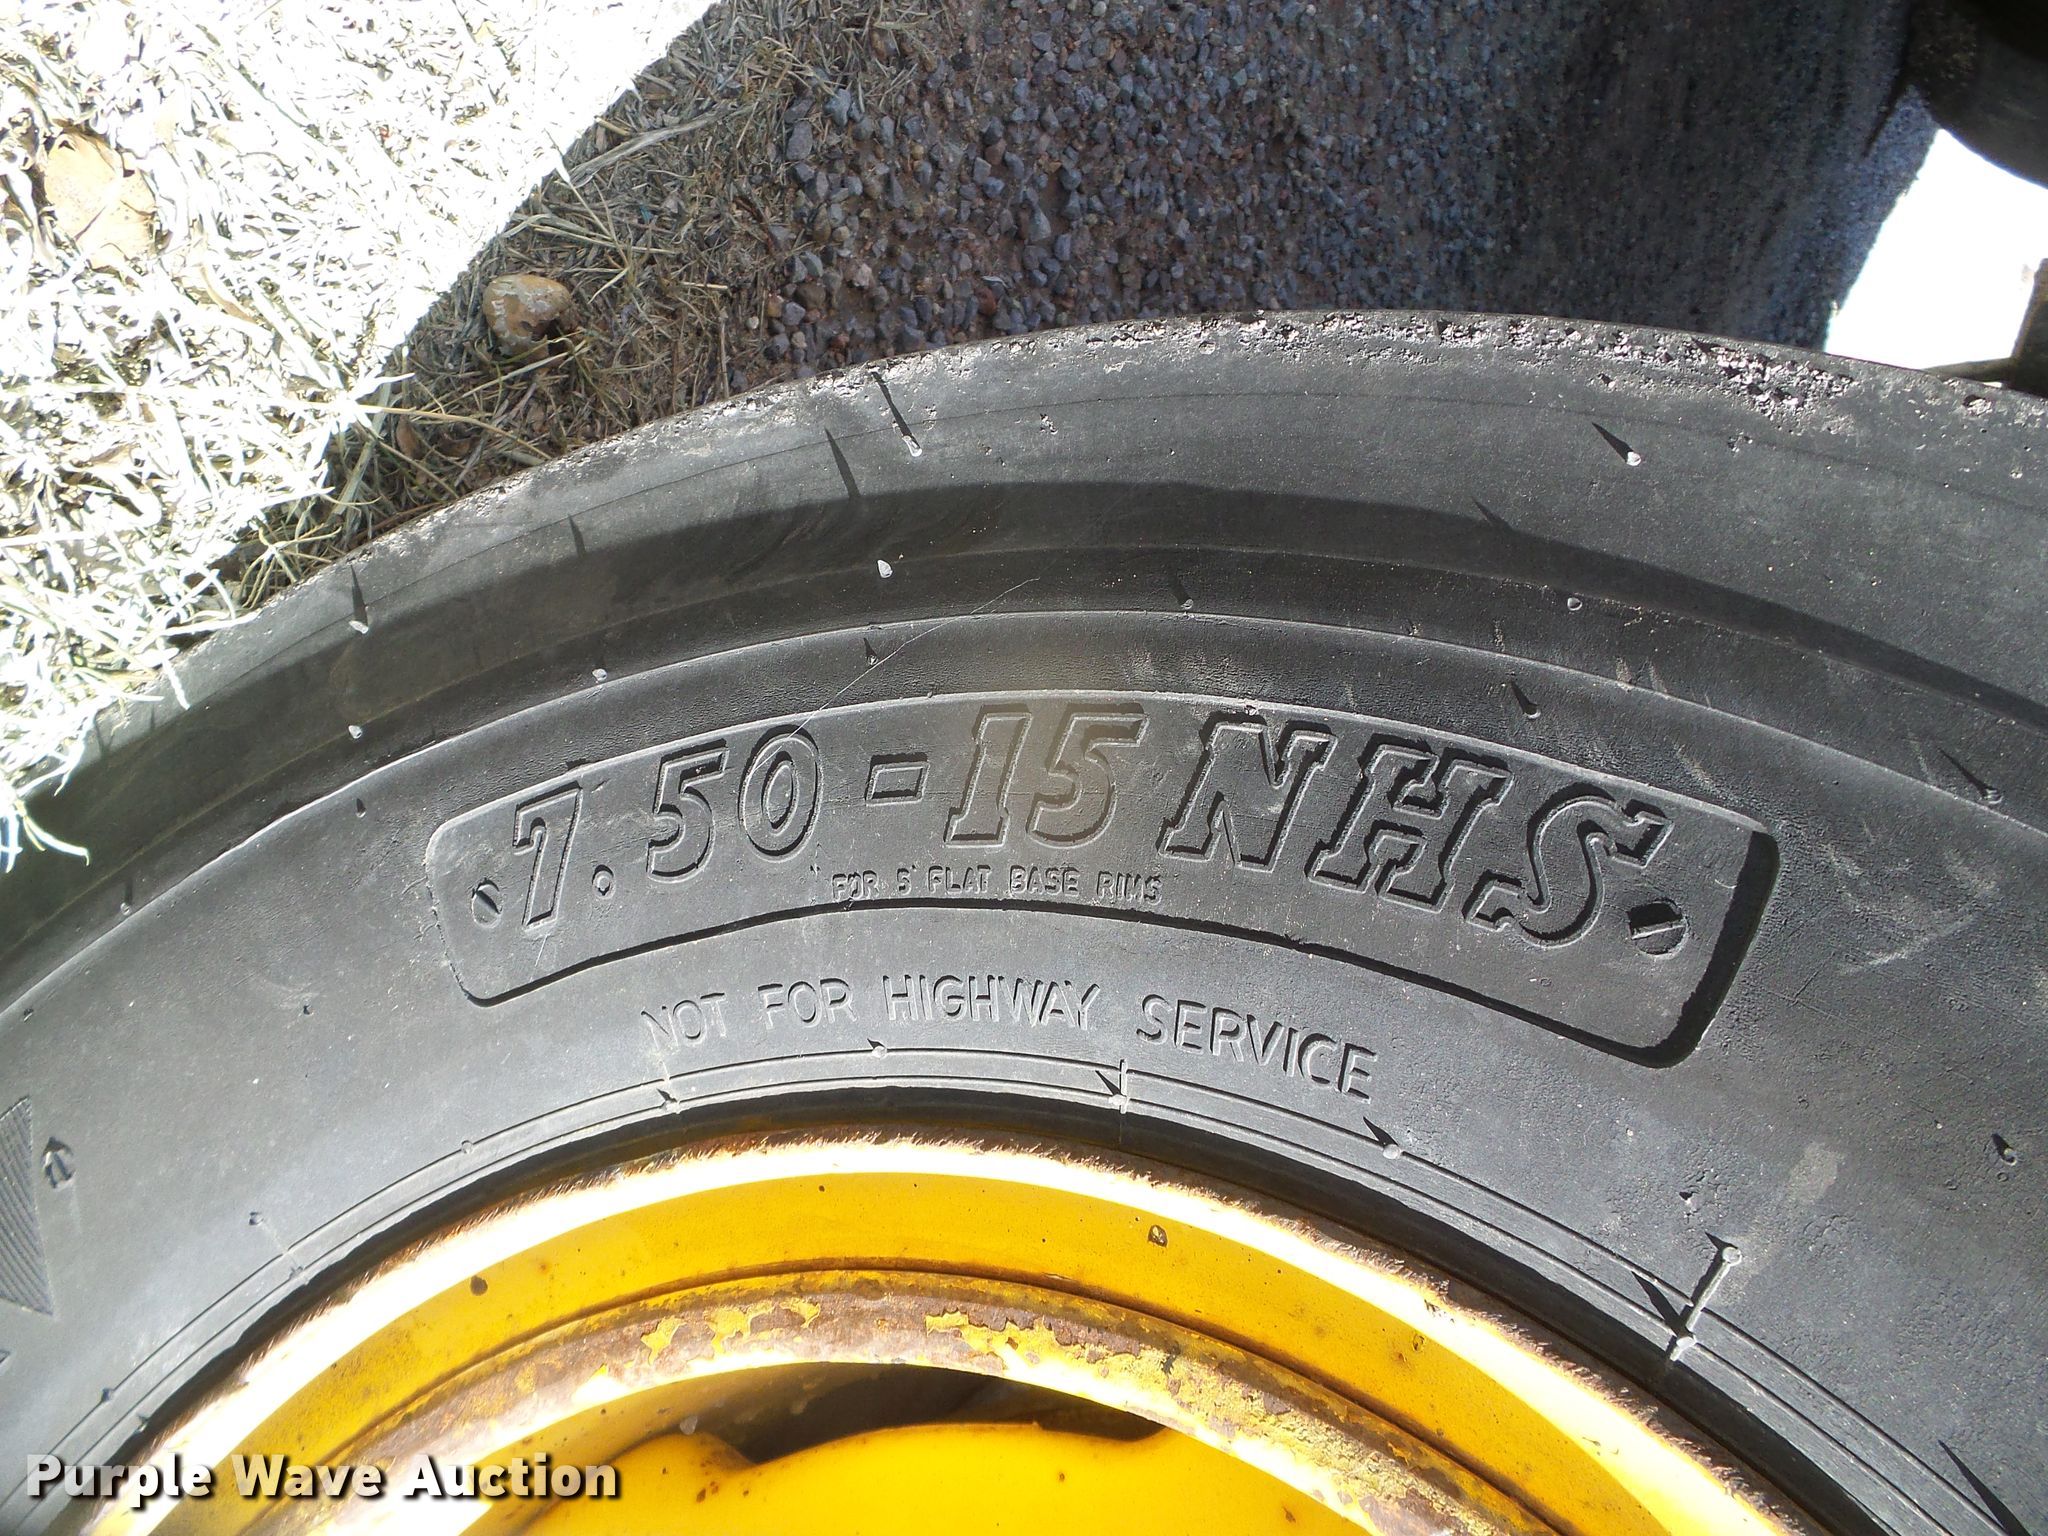 7.50-15 NHS
"FOR 6" FLAT BASE RIMS"
NOT FOR HIGHWAY SERVICE
Purple Wave Auction